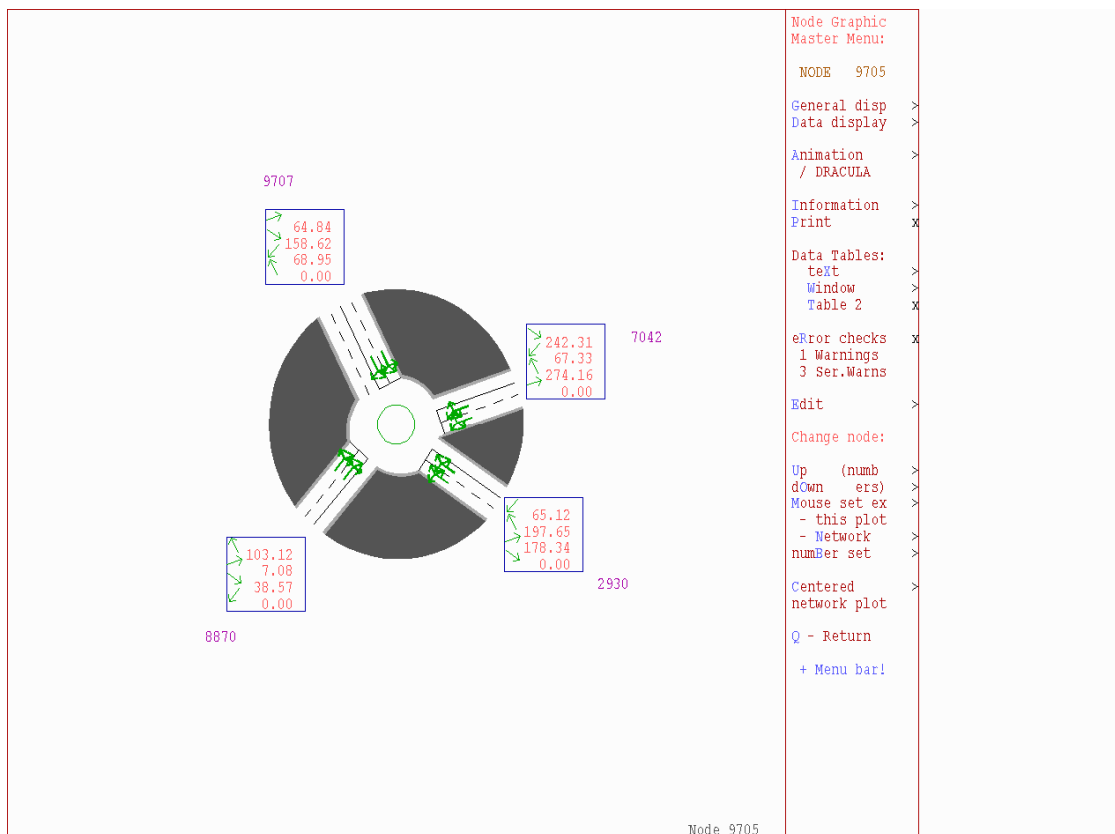 Node Graphic
Master Menu:
NODE 9705
General disp >
Data display >
Animation >
/ DRACULA
Information >
Print x
Data Tables:
teXt >
Window >
Table 2 x
eRror checks x
1 Warnings
3 Ser.Warns
Edit >
Change node:
Up (numb >
dOwn ers) >
Mouse set ex >
- this plot
- Network >
numBer set >
Centered >
network plot
Q - Return
+ Menu bar!
9707
64.84
158.62
68.95
0.00
7042
242.31
67.33
274.16
0.00
65.12
197.65
178.34
0.00
2930
103.12
7.08
38.57
0.00
8870
Node 9705